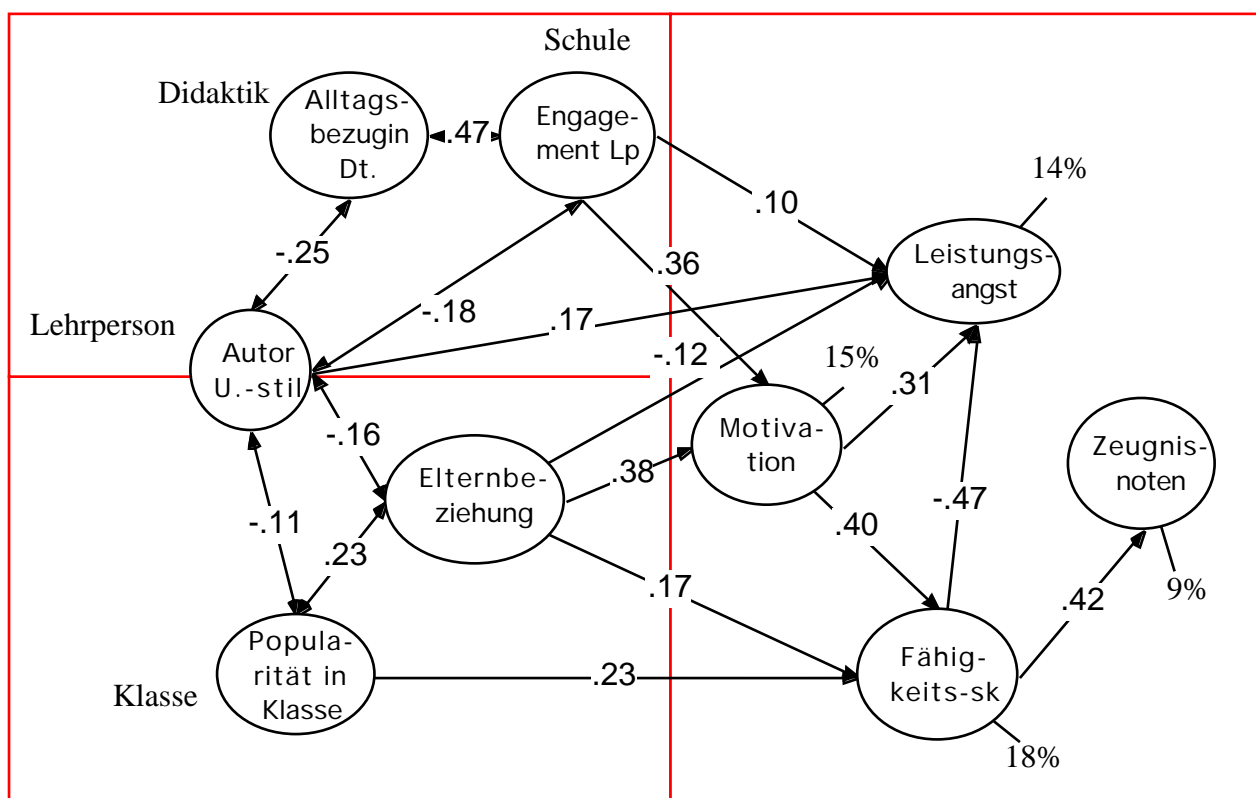 Schule
Didaktik
Alltags-
bezugin
Dt.
.47
Engage-
ment Lp
14%
.10
-.25
.36
Leistungs-
angst
-.18
.17
Lehrperson
Autor
U.-stil
-.12
15%
.31
-.16
Motiva-
tion
Zeugnis-
noten
Elternbe-
ziehung
.38
-.47
-.11
.40
.23
.17
.42
9%
Popula-
rität in
Klasse
Klasse
.23
Fähig-
keits-sk
18%